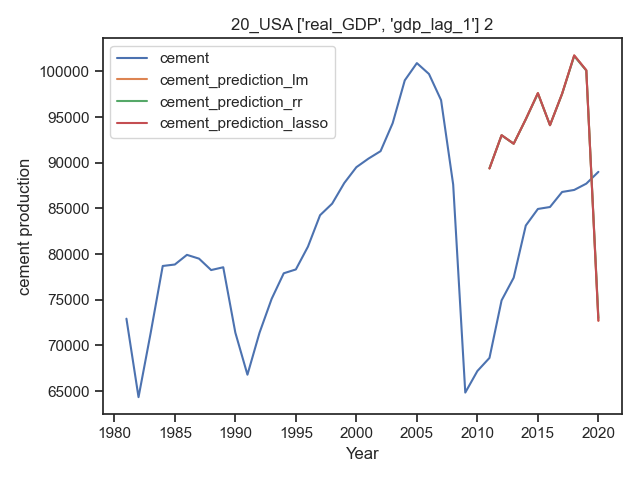 20_USA ['real_GDP', 'gdp_lag_1'] 2
cement
cement_prediction_lm
cement_prediction_rr
cement_prediction_lasso
cement production
100000
95000
90000
85000
80000
75000
70000
65000
1980 1985 1990 1995 2000 2005 2010 2015 2020
Year